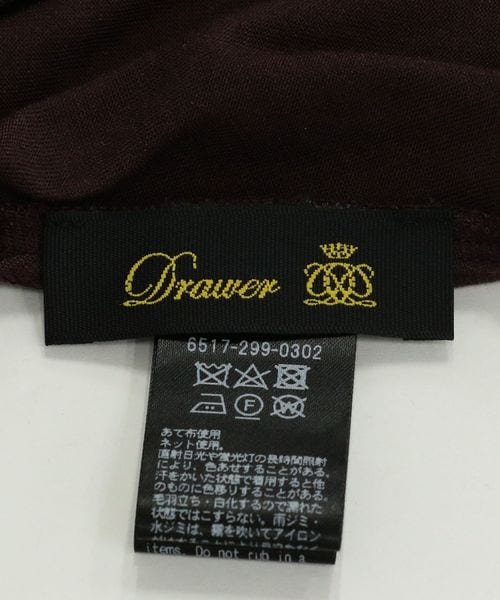 Drawer
6517-299-0302
あて布使用
ネット使用。
直射日光や蛍光灯の長時間照射
により、色あせすることがある。
汗をかいた状態で着用すると他
のものに色移りすることがある。
毛羽立ち・白化するので濡れた
状態ではこすらない。雨ジミ・
水ジミは、霧を吹いてアイロン
items. Do not rub in a